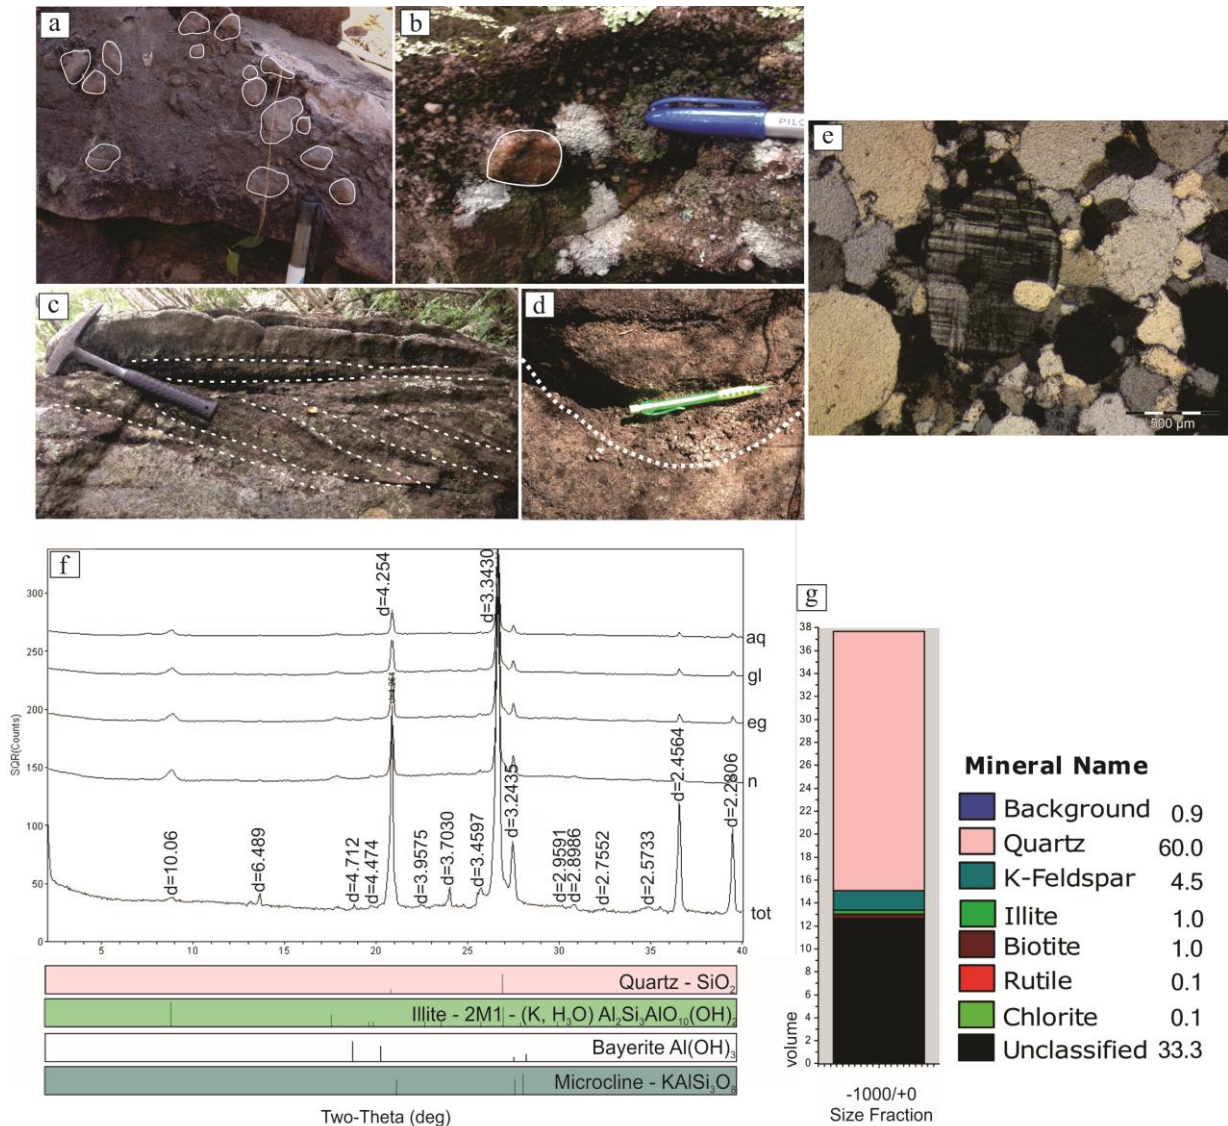 a
b
PILO
c
d
e
500 µm
f
SQR(Counts)
300
250
200
150
100
50
0
d=4.254
d=3.3430
aq
gl
d=4.254
eg
n
d=10.06
d=6.489
d=4.712
d=4.474
d=3.9575
d=3.7030
d=3.4597
d=3.2435
d=2.9591
d=2.8986
d=2.7552
d=2.5733
d=2.4564
d=2.2806
tot
5
10
15
20
25
30
35
40
Quartz - SiO₂
Illite - 2M1 - (K, H₃O) Al₂Si₃AlO₁₀(OH)₂
Bayerite Al(OH)₃
Microcline - KAlSi₃O₈
Two-Theta (deg)
g
38
36
34
32
30
28
26
24
22
20
18
16
14
12
10
8
6
4
2
0
volume
-1000/+0
Size Fraction
Mineral Name
Background 0.9
Quartz 60.0
K-Feldspar 4.5
Illite 1.0
Biotite 1.0
Rutile 0.1
Chlorite 0.1
Unclassified 33.3